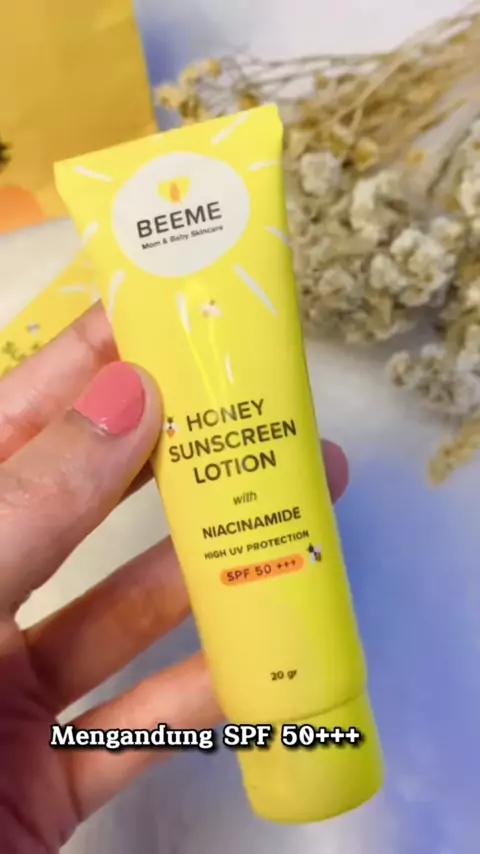 BEEME
Mom & Baby Skincare
HONEY
SUNSCREEN
LOTION
with
NIACINAMIDE
HIGH UV PROTECTION
SPF 50 +++
20 gr
Mengandung SPF 50+++